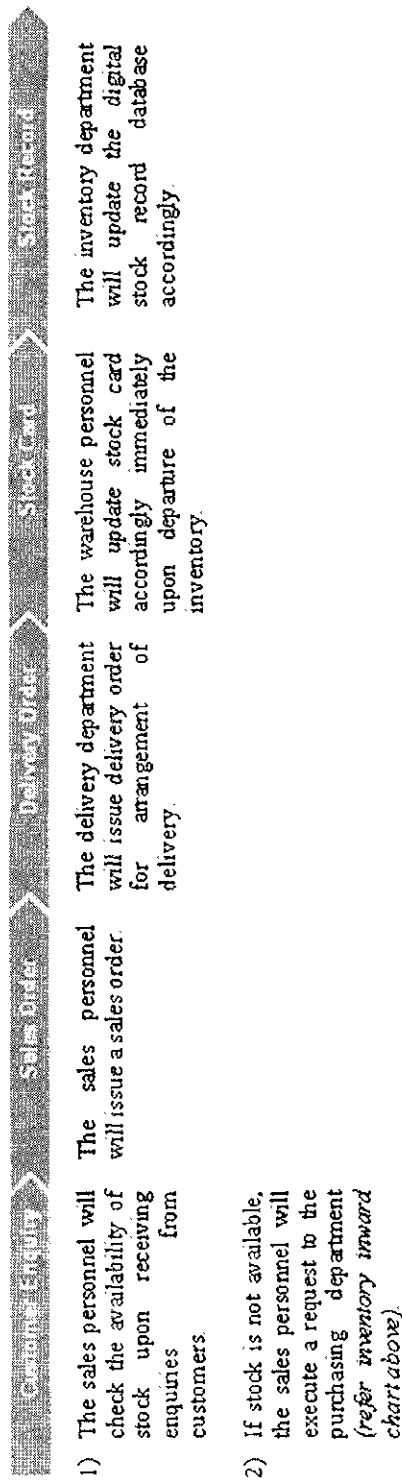 Customer Enquiry
Sales Order
Delivery Order
Stock Card
Stock Record
1) The sales personnel will
check the availability of
stock upon receiving
enquiries from
customers.
2) If stock is not available,
the sales personnel will
execute a request to the
purchasing department
(refer inventory inward
chart above).
The sales personnel
will issue a sales order.
The delivery department
will issue delivery order
for arrangement of
delivery.
The warehouse personnel
will update stock card
accordingly immediately
upon departure of the
inventory.
The inventory department
will update the digital
stock record database
accordingly.